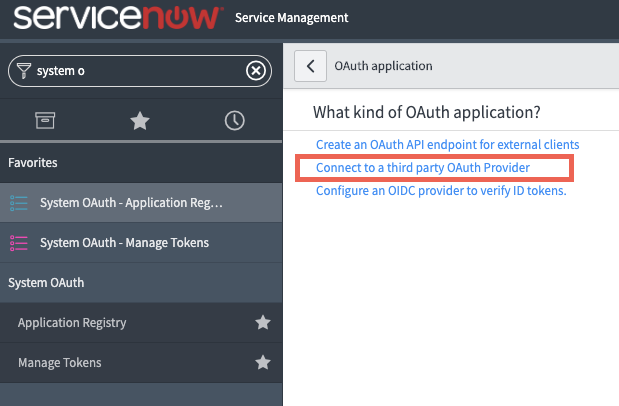 servicenow Service Management
system o
Favorites
System OAuth - Application Reg...
System OAuth - Manage Tokens
System OAuth
Application Registry
Manage Tokens
OAuth application
What kind of OAuth application?
Create an OAuth API endpoint for external clients
Connect to a third party OAuth Provider
Configure an OIDC provider to verify ID tokens.